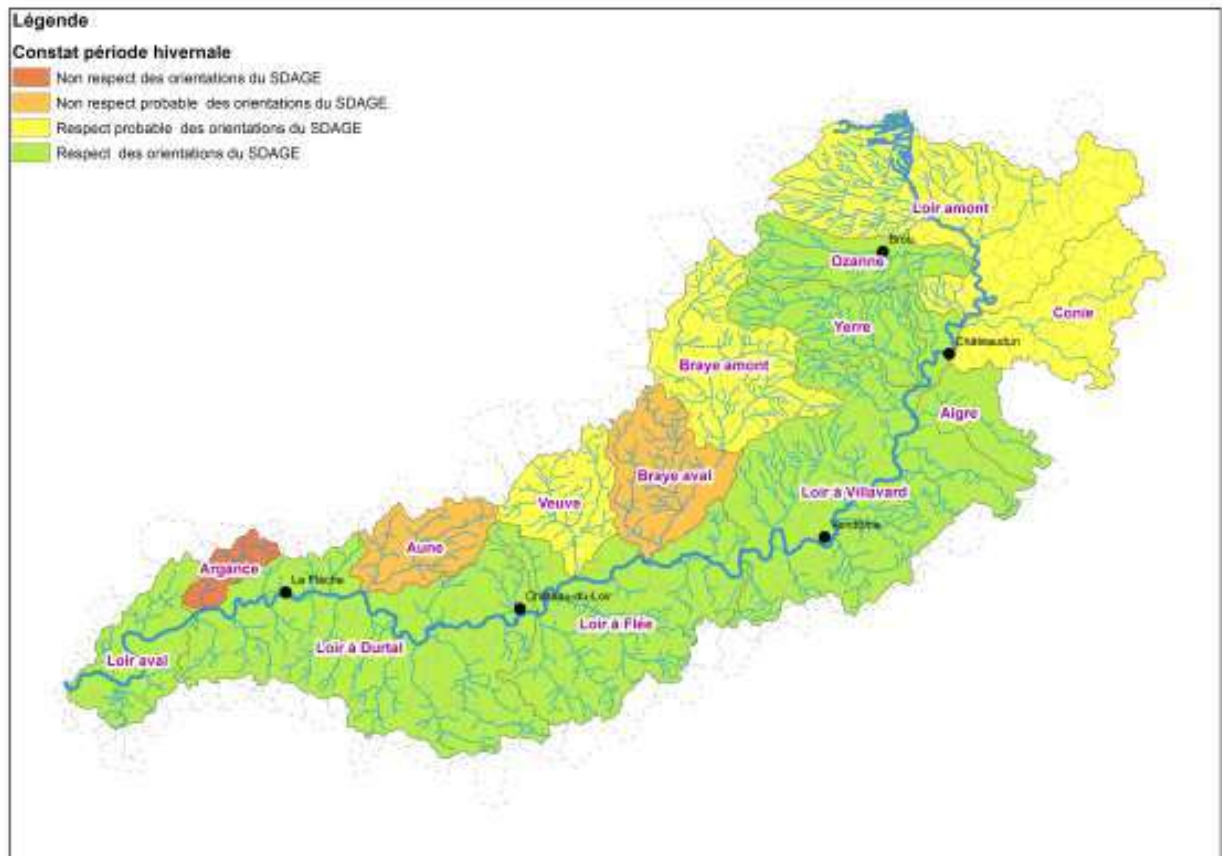 Légende
Constat période hivernale
Non respect des orientations du SDAGE
Non respect probable des orientations du SDAGE
Respect probable des orientations du SDAGE
Respect des orientations du SDAGE
Loir amont
Brou
Ozanne
Conie
Yerre
Châteaudun
Braye amont
Aigre
Braye aval
Loir à Villavard
Veuve
Vendôme
Aune
Argance
La Flèche
Château-du-Loir
Loir à Flée
Loir à Durtal
Loir aval